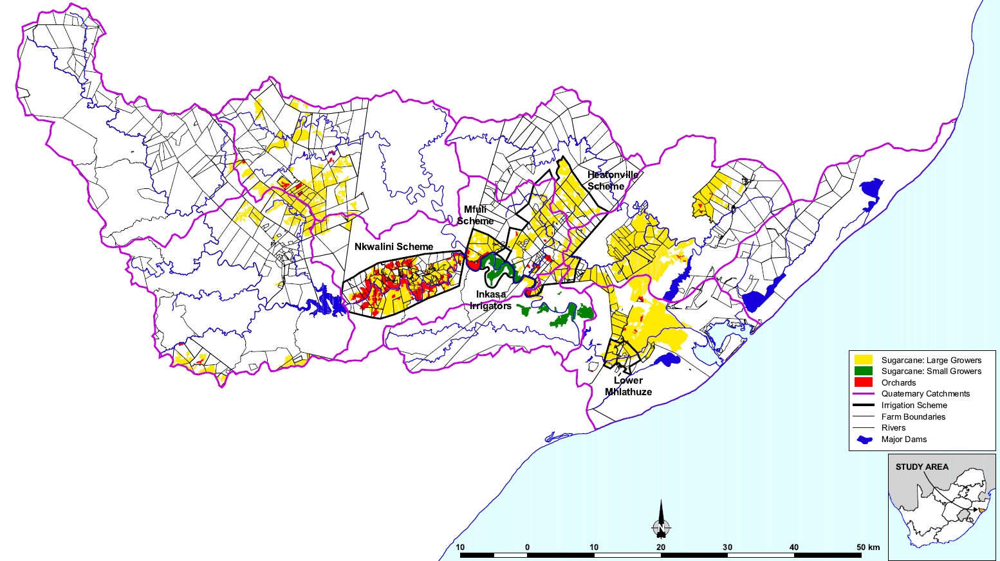 Heatonville
Scheme
Mfuli
Scheme
Nkwalini Scheme
Inkasa
Irrigators
Lower
Mhlathuze
Sugarcane: Large Growers
Sugarcane: Small Growers
Orchards
Quaternary Catchments
Irrigation Scheme
Farm Boundaries
Rivers
Major Dams
STUDY AREA
N
10 0 10 20 30 40 50 km